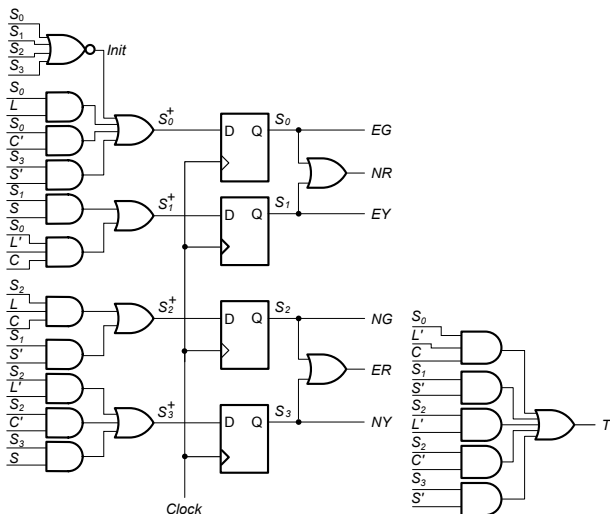 S0
S1
S2
S3
Init
S0
L
S0
C'
S3
S'
S1
S
S0
L'
C
S0+
S1+
D Q
S0
EG
NR
D Q
S1
EY
S2
L
C
S1
S'
S2
L'
S2
C'
S3
S
S2+
S3+
D Q
S2
NG
ER
D Q
S3
NY
Clock
S0
L'
C
S1
S'
S2
L'
S2
C'
S3
S'
T